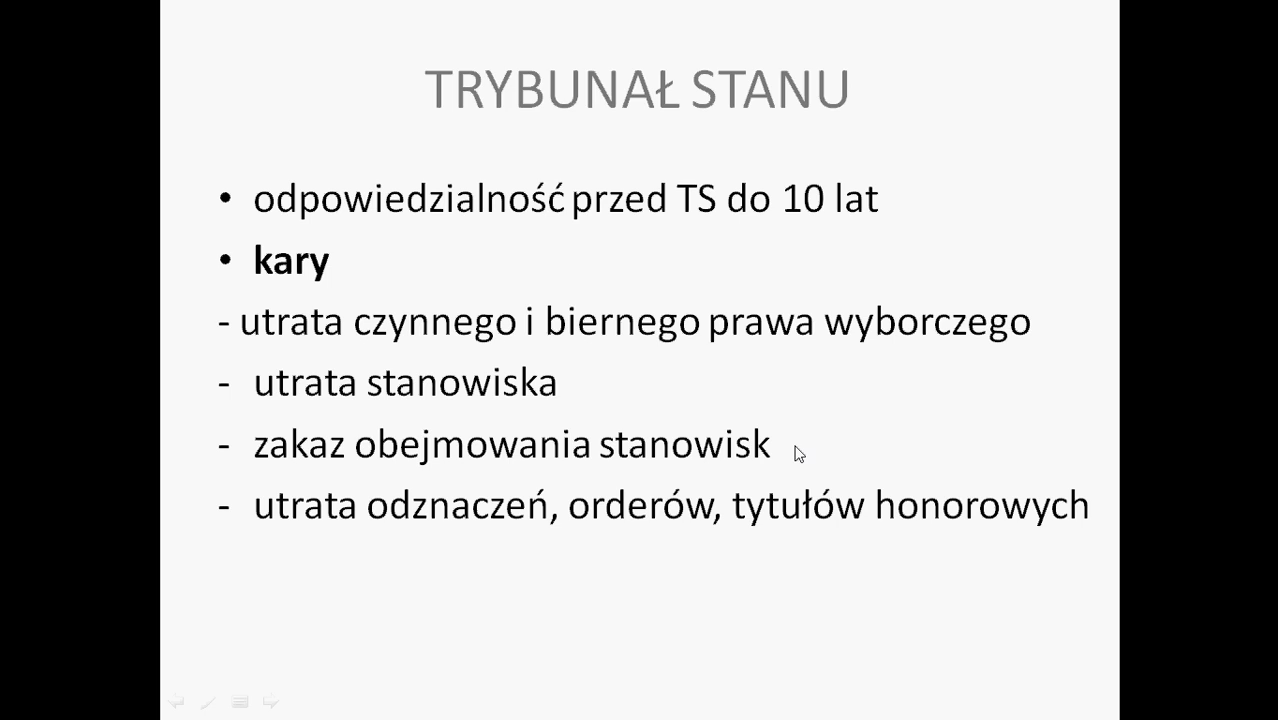 TRYBUNAŁ STANU
• odpowiedzialność przed TS do 10 lat
• kary
- utrata czynnego i biernego prawa wyborczego
- utrata stanowiska
- zakaz obejmowania stanowisk
- utrata odznaczeń, orderów, tytułów honorowych